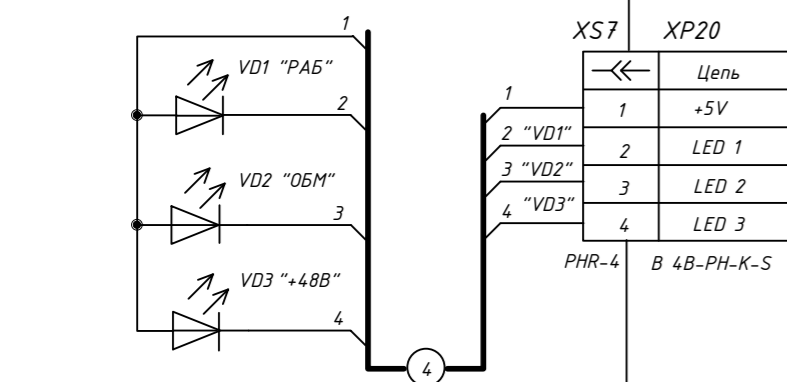 1
XS7 XP20
VD1 "РАБ"
Цепь
2
1
1 +5V
2 "VD1"
2 LED 1
VD2 "ОБМ"
3 "VD2"
3 LED 2
3
4 "VD3"
4 LED 3
PHR-4 B 4B-PH-K-S
VD3 "+48В"
4
4